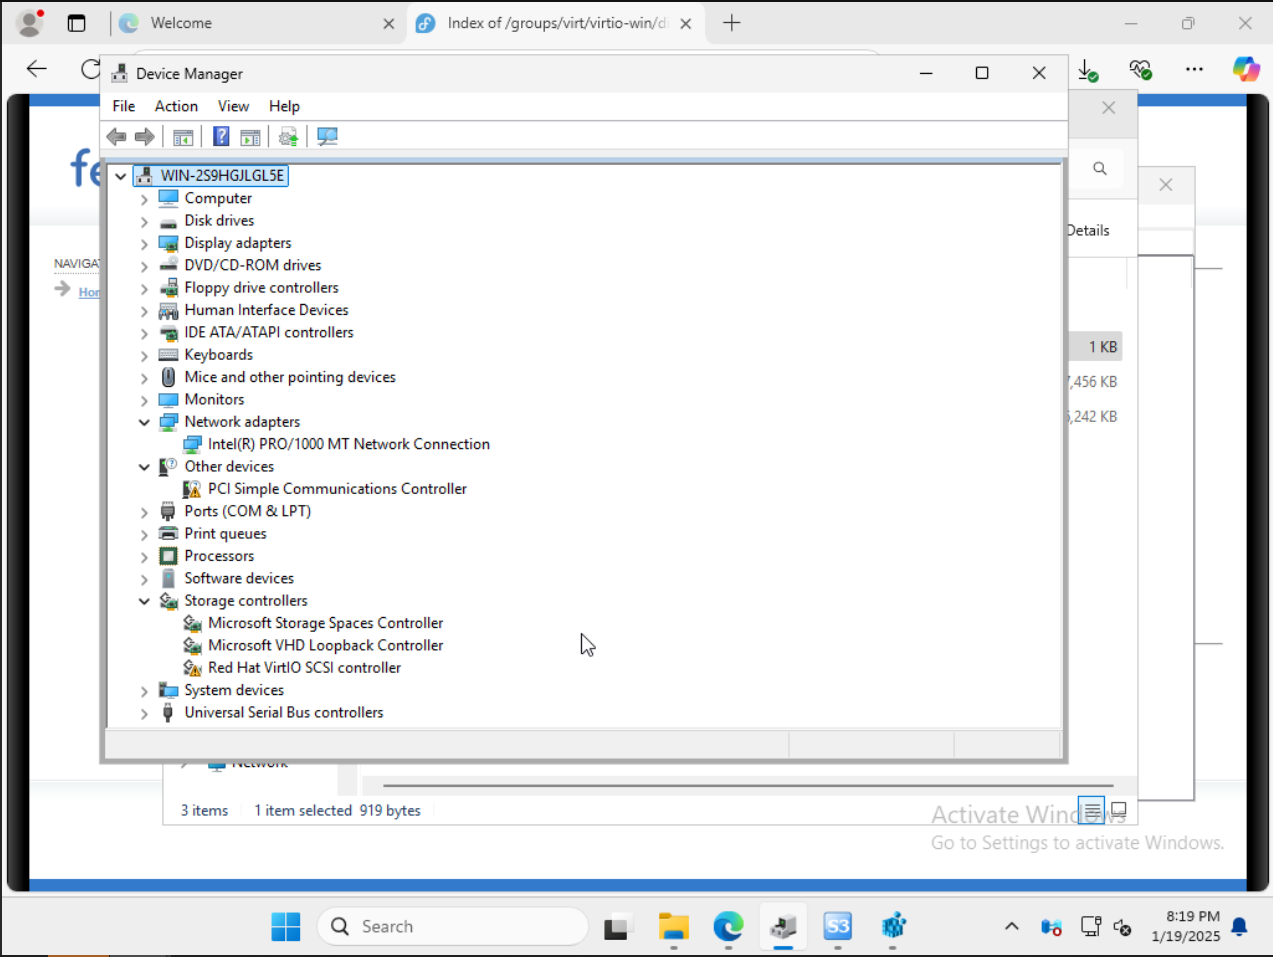 Welcome
Index of /groups/virt/virtio-win/di
Device Manager
File Action View Help
WIN-2S9HGJLGL5E
Computer
Disk drives
Display adapters
DVD/CD-ROM drives
Floppy drive controllers
Human Interface Devices
IDE ATA/ATAPI controllers
Keyboards
Mice and other pointing devices
Monitors
Network adapters
Intel(R) PRO/1000 MT Network Connection
Other devices
PCI Simple Communications Controller
Ports (COM & LPT)
Print queues
Processors
Software devices
Storage controllers
Microsoft Storage Spaces Controller
Microsoft VHD Loopback Controller
Red Hat VirtIO SCSI controller
System devices
Universal Serial Bus controllers
fe
NAVIGA
Hor
Details
1 KB
7,456 KB
5,242 KB
Network
3 items 1 item selected 919 bytes
Activate Windows
Go to Settings to activate Windows.
Search
S3
8:19 PM
1/19/2025